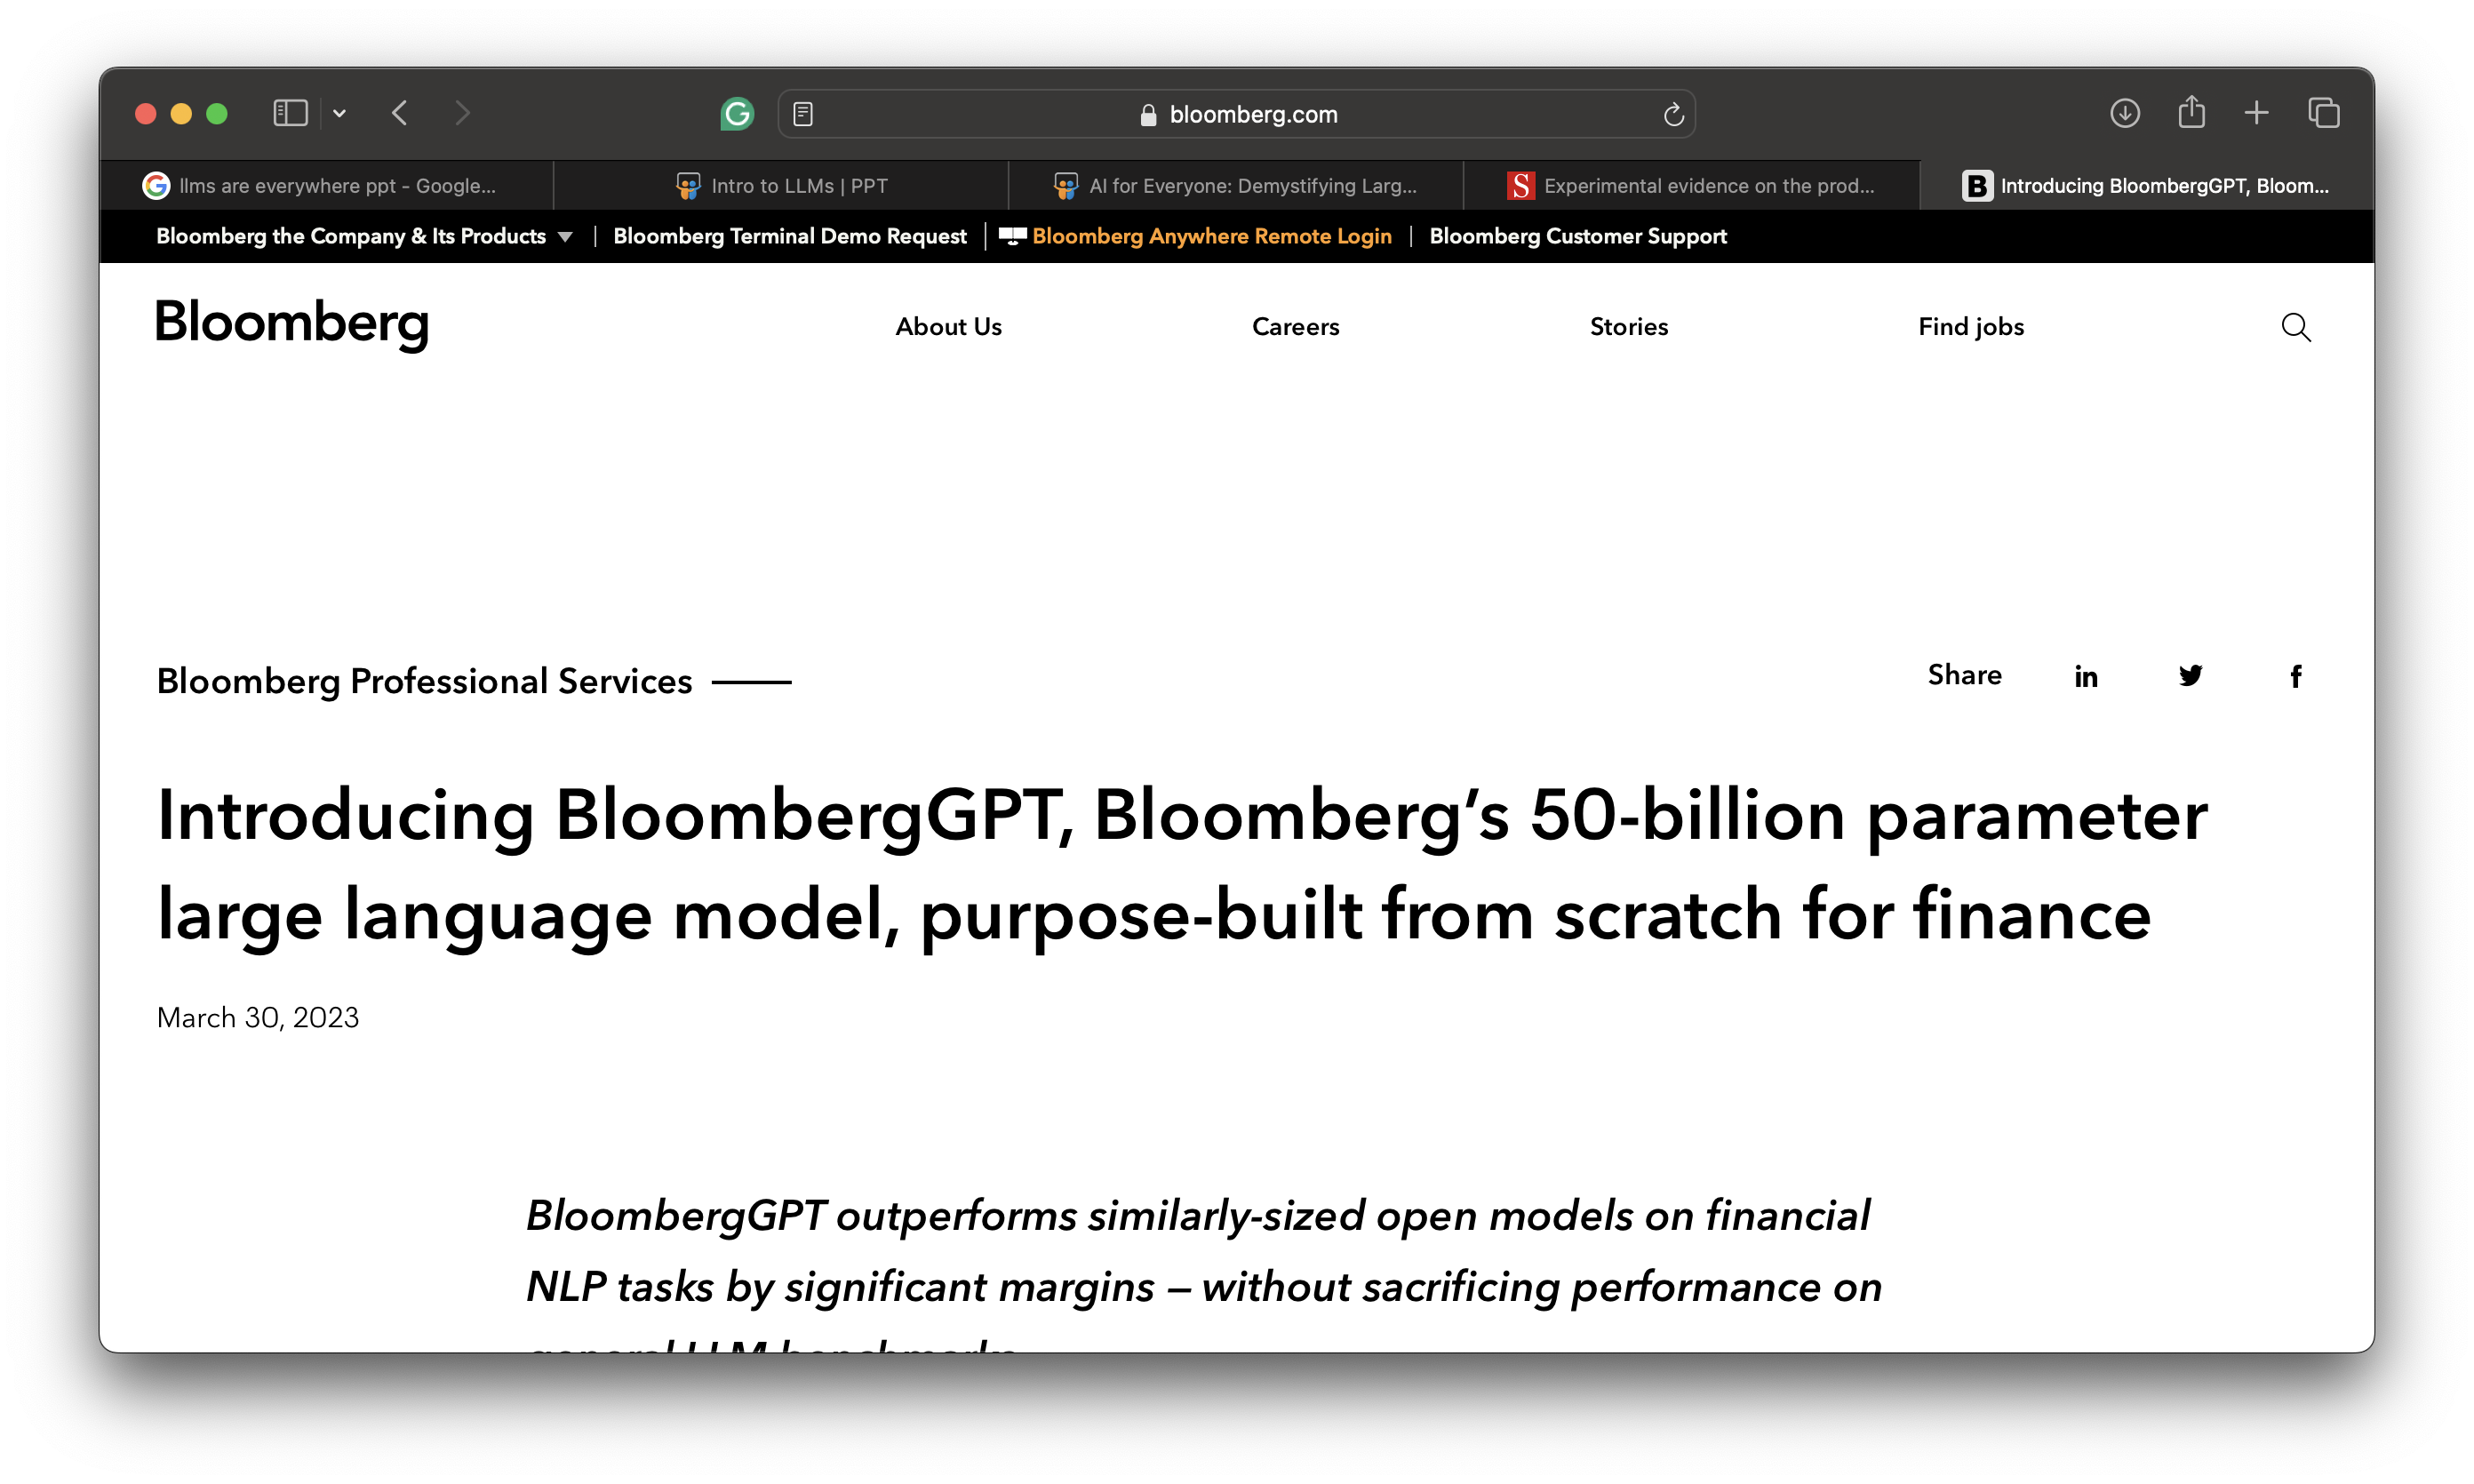 bloomberg.com
llms are everywhere ppt - Google...
Intro to LLMs | PPT
AI for Everyone: Demystifying Larg...
Experimental evidence on the prod...
Introducing BloombergGPT, Bloom...
Bloomberg the Company & Its Products
Bloomberg Terminal Demo Request
Bloomberg Anywhere Remote Login
Bloomberg Customer Support
Bloomberg
About Us
Careers
Stories
Find jobs
Bloomberg Professional Services
Share
Introducing BloombergGPT, Bloomberg’s 50-billion parameter
large language model, purpose-built from scratch for finance
March 30, 2023
BloombergGPT outperforms similarly-sized open models on financial
NLP tasks by significant margins – without sacrificing performance on
general LLM benchmarks